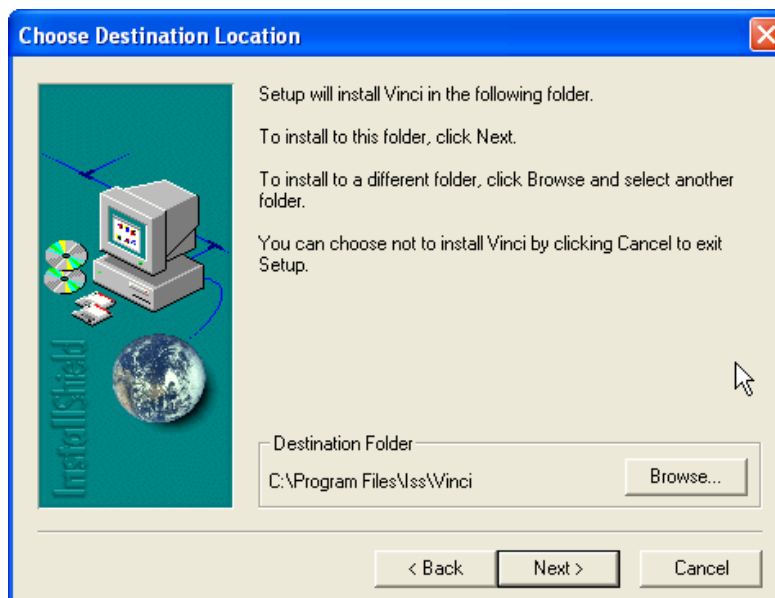 Choose Destination Location
Setup will install Vinci in the following folder.
To install to this folder, click Next.
To install to a different folder, click Browse and select another
folder.
You can choose not to install Vinci by clicking Cancel to exit
Setup.
InstallShield
Destination Folder
C:\Program Files\Iss\Vinci
Browse...
< Back
Next >
Cancel